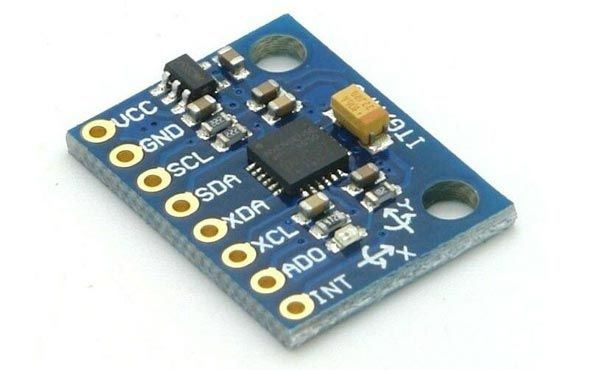 VCC
GND
SCL
SDA
XDA
XCL
ADO
INT
ITG
Y
X